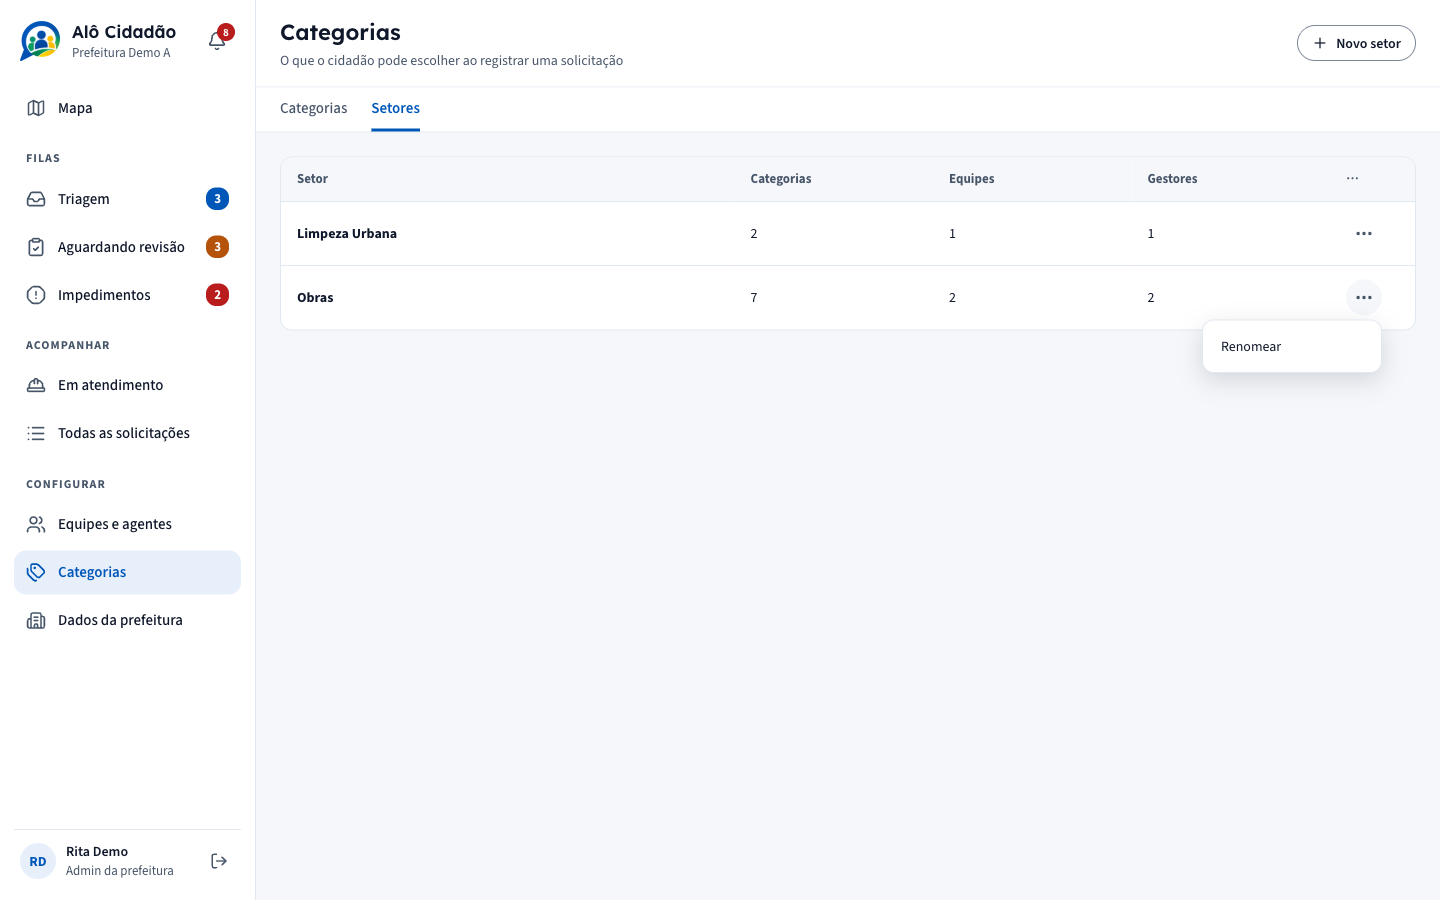 Alô Cidadão
Prefeitura Demo A
8
Mapa
FILAS
Triagem 3
Aguardando revisão 3
Impedimentos 2
ACOMPANHAR
Em atendimento
Todas as solicitações
CONFIGURAR
Equipes e agentes
Categorias
Dados da prefeitura
RD
Rita Demo
Admin da prefeitura
Categorias
O que o cidadão pode escolher ao registrar uma solicitação
Novo setor
Categorias Setores
Setor Categorias Equipes Gestores ...
Limpeza Urbana 2 1 1
Obras 7 2 2
Renomear